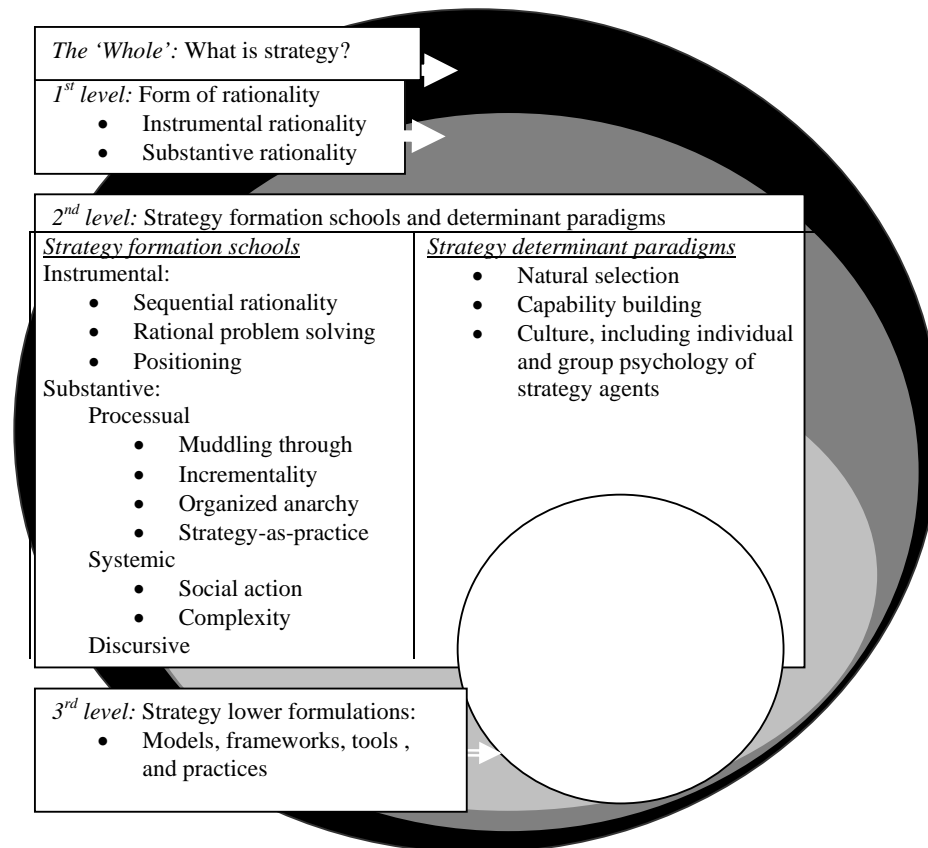 The ‘Whole’: What is strategy?
1st level: Form of rationality
• Instrumental rationality
• Substantive rationality
2nd level: Strategy formation schools and determinant paradigms
Strategy formation schools
Instrumental:
• Sequential rationality
• Rational problem solving
• Positioning
Substantive:
Processual
• Muddling through
• Incrementality
• Organized anarchy
• Strategy-as-practice
Systemic
• Social action
• Complexity
Discursive
Strategy determinant paradigms
• Natural selection
• Capability building
• Culture, including individual
and group psychology of
strategy agents
3rd level: Strategy lower formulations:
• Models, frameworks, tools ,
and practices